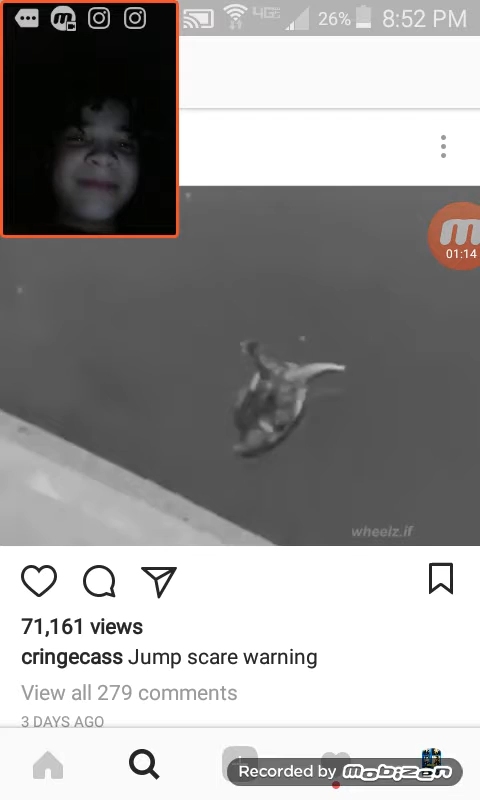 4G 26% 8:52 PM
01:14
wheelz.if
71,161 views
cringecass Jump scare warning
View all 279 comments
3 DAYS AGO
Recorded by mobizen